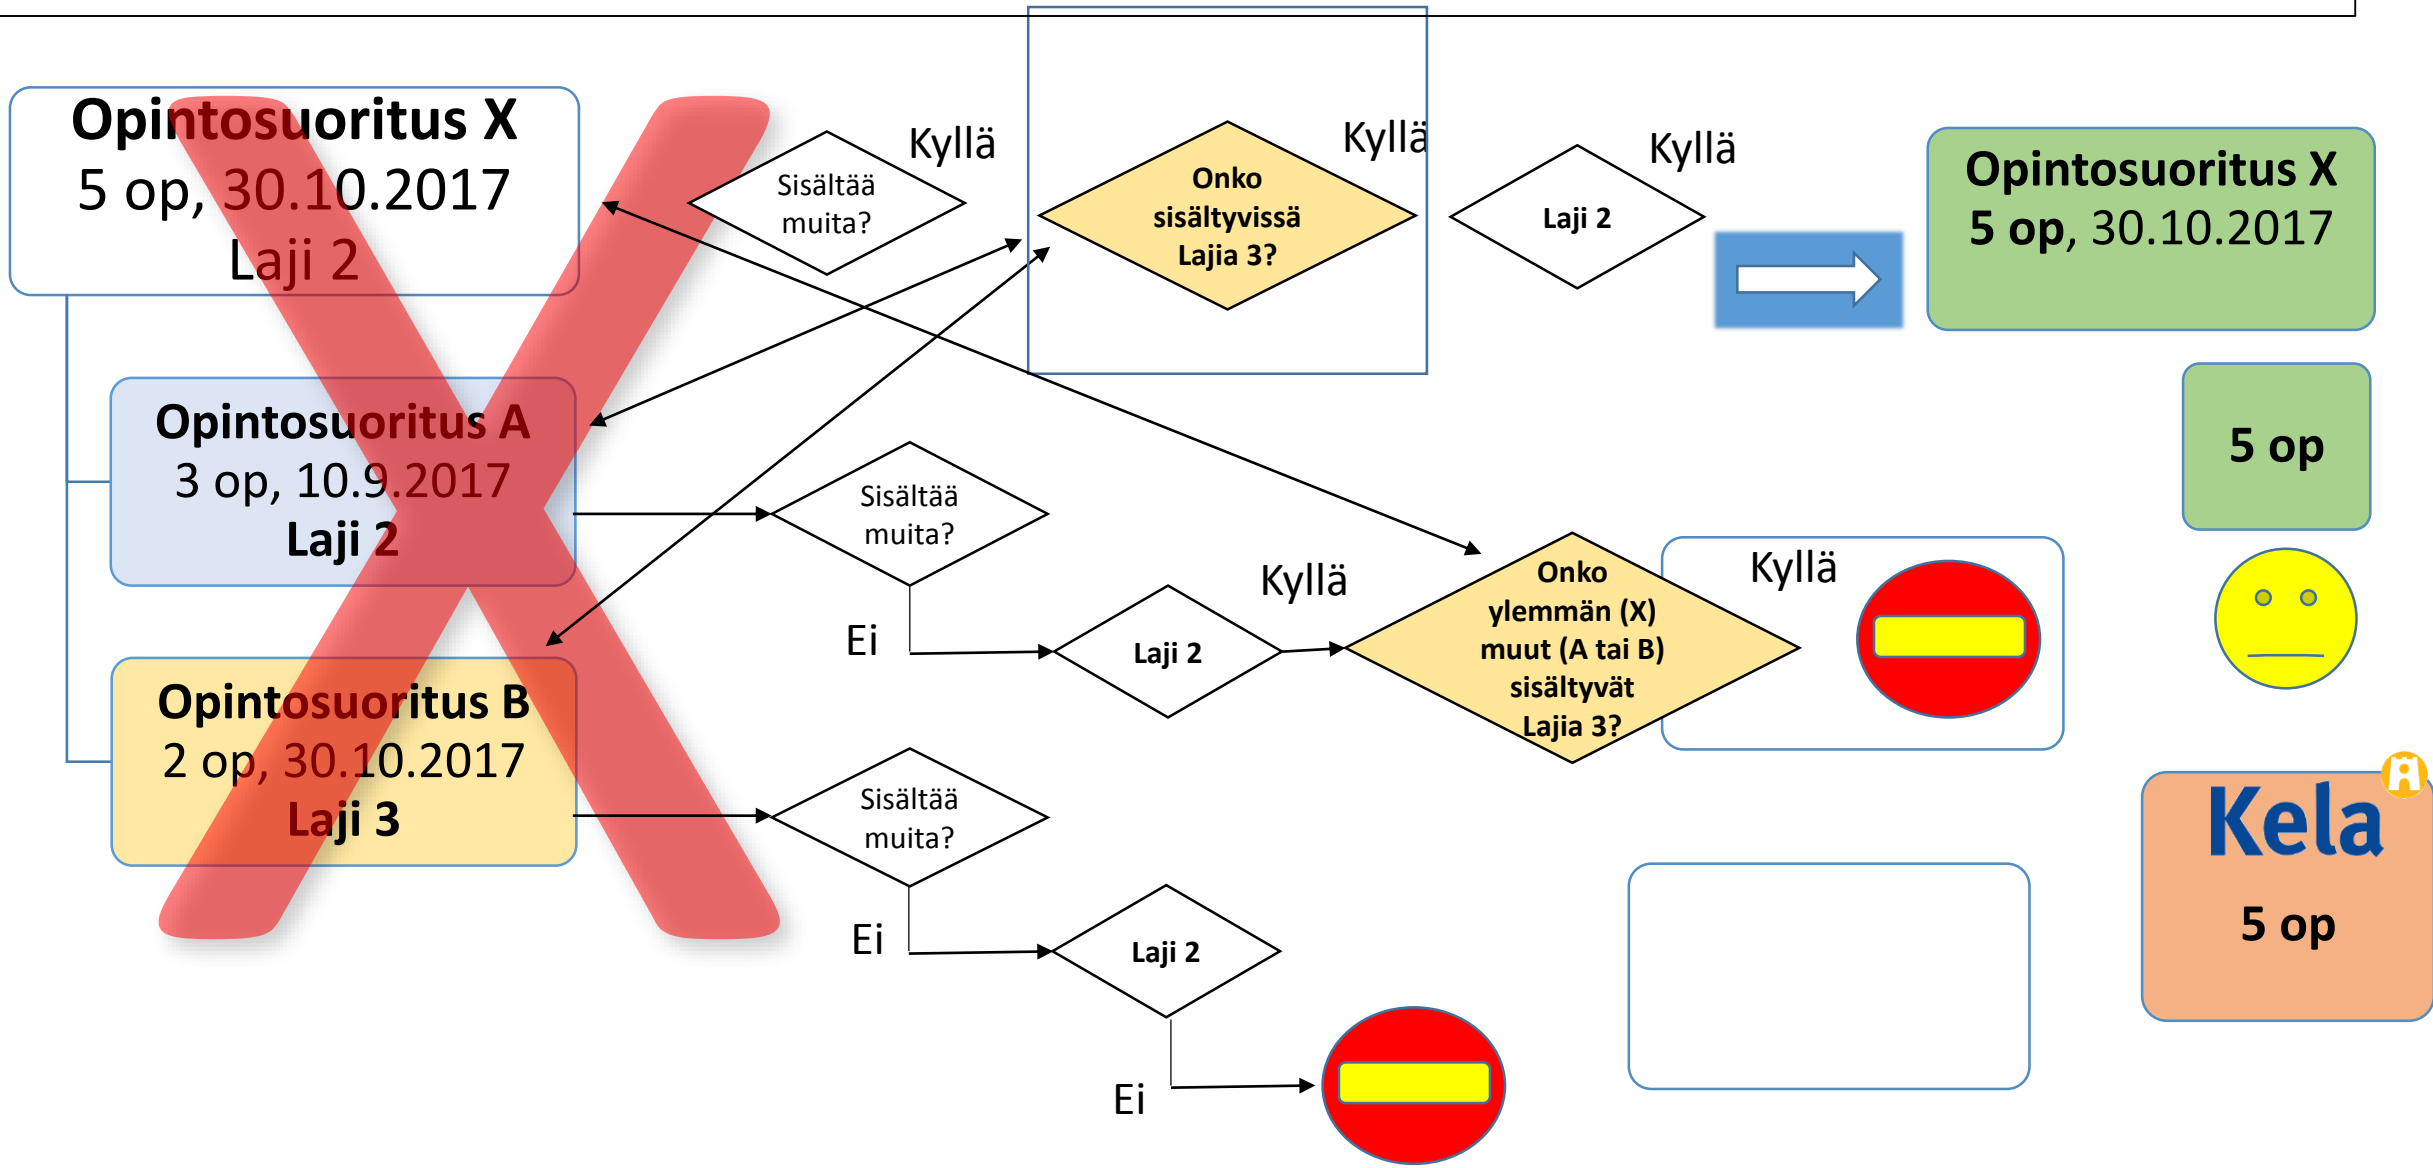 Opintosuoritus X
5 op, 30.10.2017
Laji 2
Sisältää
muita?
Kyllä
Onko
sisältyvissä
Lajia 3?
Kyllä
Laji 2
Kyllä
Opintosuoritus X
5 op, 30.10.2017
Opintosuoritus A
3 op, 10.9.2017
Laji 2
Sisältää
muita?
Ei
Laji 2
Kyllä
Onko
ylemmän (X)
muut (A tai B)
sisältyvät
Lajia 3?
Kyllä
5 op
Opintosuoritus B
2 op, 30.10.2017
Laji 3
Sisältää
muita?
Ei
Laji 2
Ei
Kela
5 op